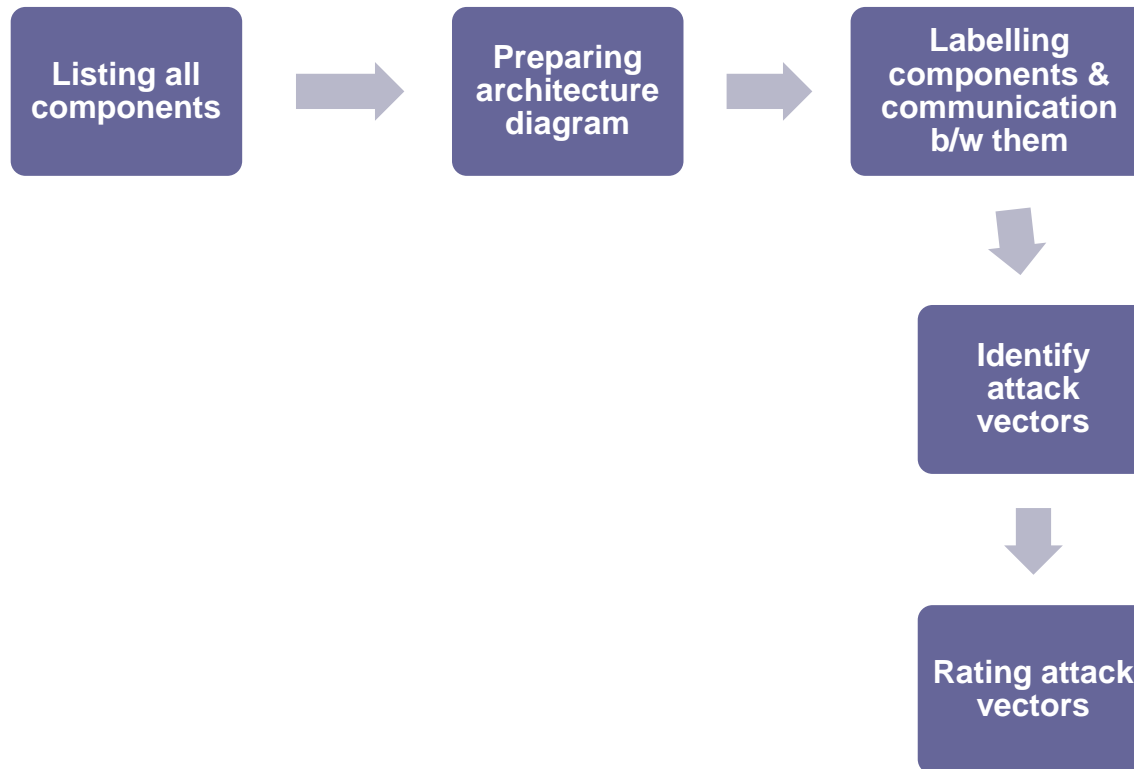 Listing all
components
Preparing
architecture
diagram
Labelling
components &
communication
b/w them
Identify
attack
vectors
Rating attack
vectors